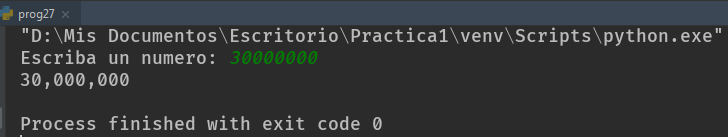 prog27 ×
"D:\Mis Documentos\Escritorio\Practica1\venv\Scripts\python.exe"
Escriba un numero: 30000000
30,000,000
Process finished with exit code 0